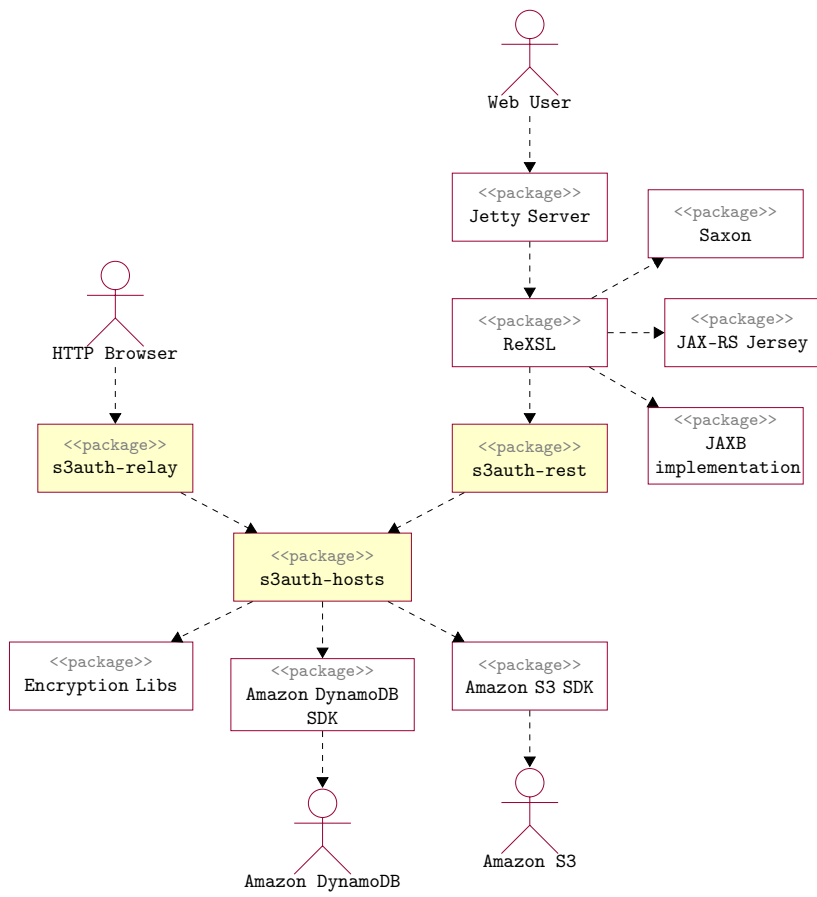 Web User
<<package>>
Jetty Server
<<package>>
Saxon
HTTP Browser
<<package>>
ReXSL
<<package>>
JAX-RS Jersey
<<package>>
s3auth-relay
<<package>>
s3auth-rest
<<package>>
JAXB
implementation
<<package>>
s3auth-hosts
<<package>>
Encryption Libs
<<package>>
Amazon DynamoDB
SDK
<<package>>
Amazon S3 SDK
Amazon DynamoDB
Amazon S3